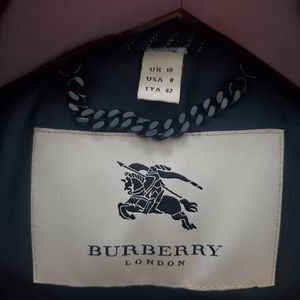 UK 10
USA 8
ITA 42
BURBERRY
LONDON